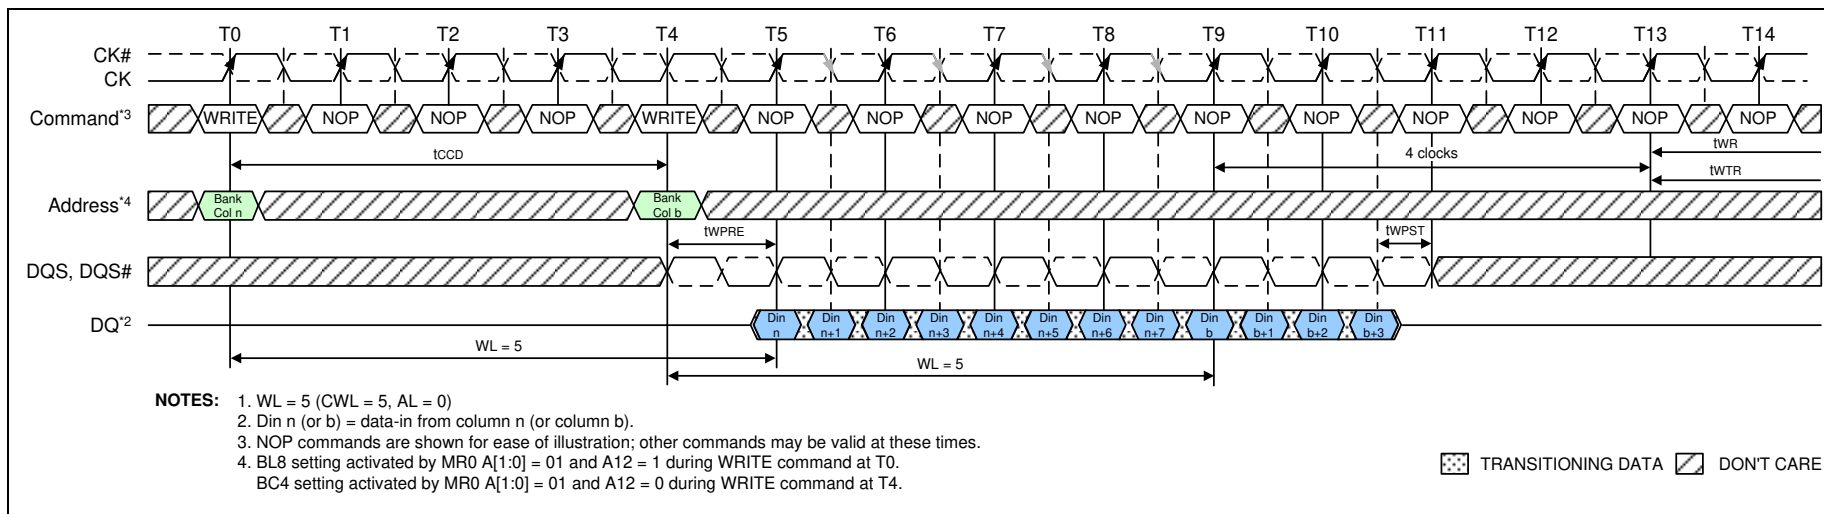 T0 T1 T2 T3 T4 T5 T6 T7 T8 T9 T10 T11 T12 T13 T14
CK#
CK
Command*3 WRITE NOP NOP NOP WRITE NOP NOP NOP NOP NOP NOP NOP NOP NOP NOP
tCCD 4 clocks tWR
tWTR
Address*4 Bank Col n Bank Col b
tWPRE tWPST
DQS, DQS#
DQ*2 Din n Din n+1 Din n+2 Din n+3 Din n+4 Din n+5 Din n+6 Din n+7 Din b Din b+1 Din b+2 Din b+3
WL = 5
WL = 5
NOTES: 1. WL = 5 (CWL = 5, AL = 0)
2. Din n (or b) = data-in from column n (or column b).
3. NOP commands are shown for ease of illustration; other commands may be valid at these times.
4. BL8 setting activated by MR0 A[1:0] = 01 and A12 = 1 during WRITE command at T0.
BC4 setting activated by MR0 A[1:0] = 01 and A12 = 0 during WRITE command at T4.
TRANSITIONING DATA DON'T CARE